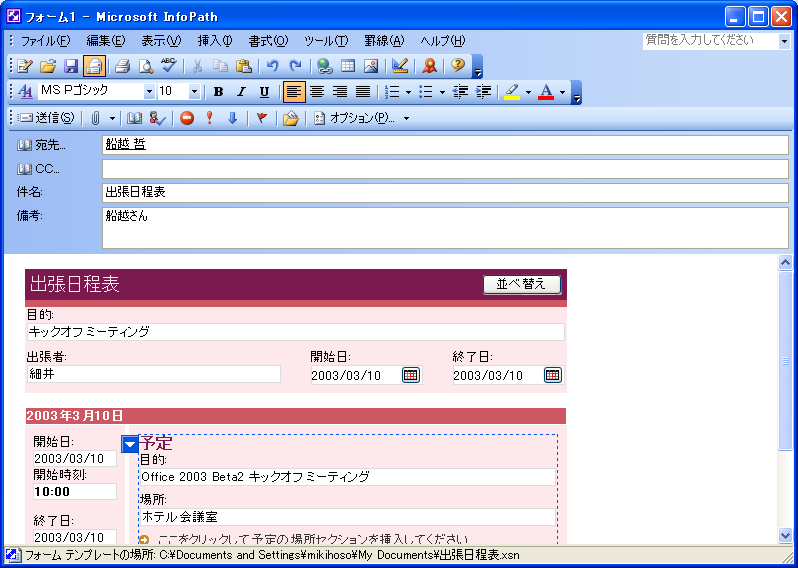 フォーム1 - Microsoft InfoPath
ファイル(F) 編集(E) 表示(V) 挿入(I) 書式(O) ツール(T) 罫線(A) ヘルプ(H) 質問を入力してください
MS Pゴシック 10 B I U A
送信(S) オプション(P)...
宛先... 船越 哲
CC...
件名: 出張日程表
備考: 船越さん
出張日程表 並べ替え
目的:
キックオフ ミーティング
出張者: 開始日: 終了日:
細井 2003/03/10 2003/03/10
2003年3月10日
開始日: 予定
2003/03/10 目的:
開始時刻: Office 2003 Beta2 キックオフ ミーティング
10:00 場所:
終了日: ホテル 会議室
2003/03/10 ここをクリックして 予定の場所セクションを挿入してください
フォーム テンプレートの場所: C:¥Documents and Settings¥mikihoso¥My Documents¥出張日程表.xsn